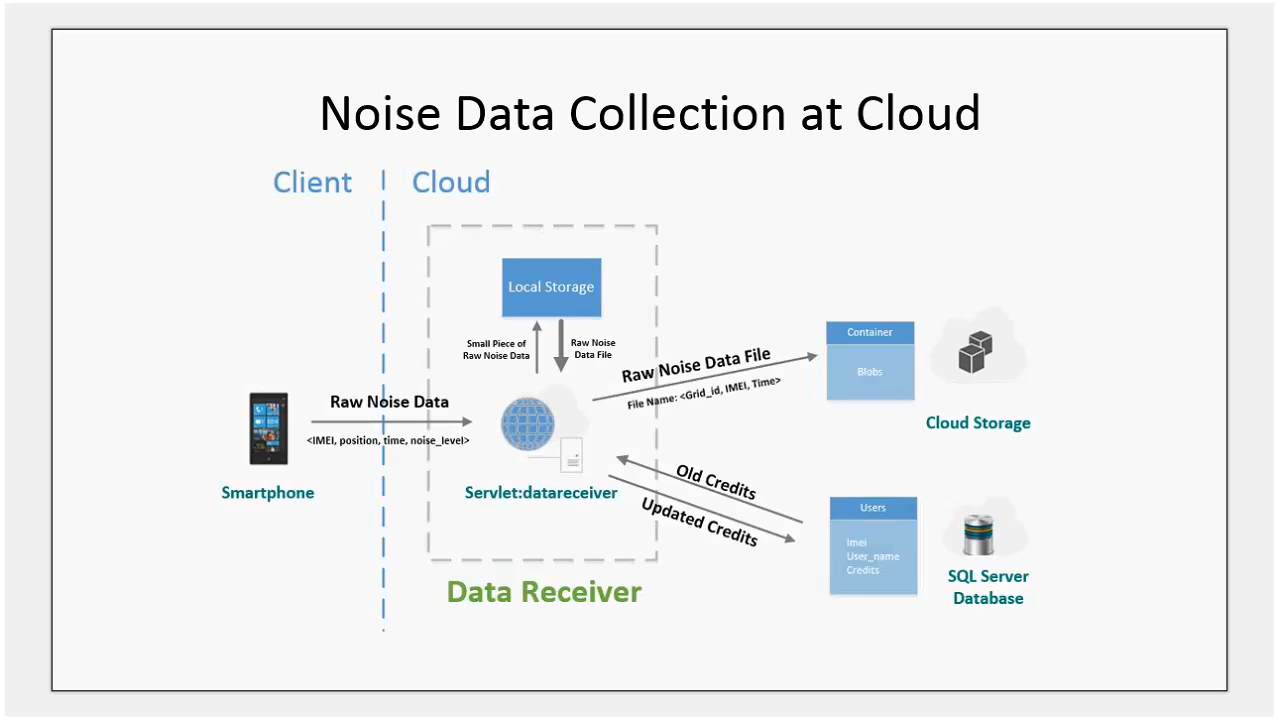 Noise Data Collection at Cloud
Client
Cloud
Local Storage
Small Piece of
Raw Noise Data
Raw Noise
Data File
Raw Noise Data
<IMEI, position, time, noise_level>
Smartphone
Servlet:datareceiver
Raw Noise Data File
File Name: <Grid_id, IMEI, Time>
Container
Blobs
Cloud Storage
Old Credits
Updated Credits
Users
Imei
User_name
Credits
SQL Server
Database
Data Receiver